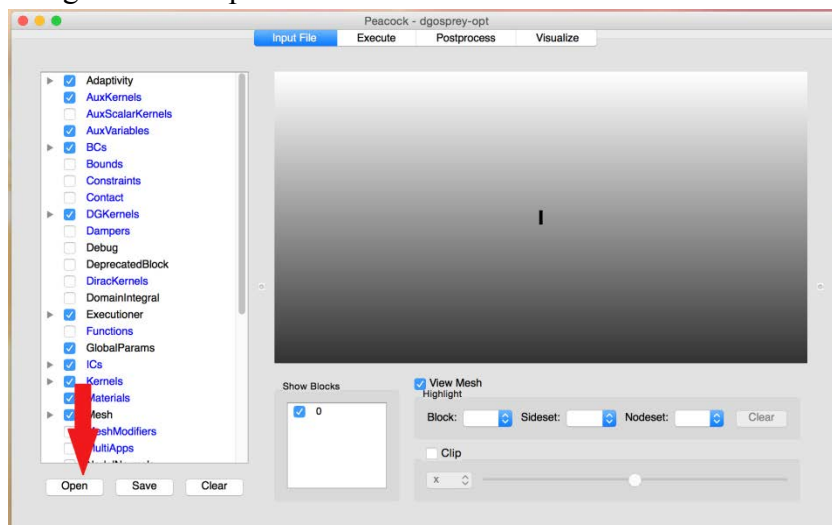 Peacock - dgosprey-opt
Input File Execute Postprocess Visualize
Adaptivity
AuxKernels
AuxScalarKernels
AuxVariables
BCs
Bounds
Constraints
Contact
DGKernels
Dampers
Debug
DeprecatedBlock
DiracKernels
DomainIntegral
Executioner
Functions
GlobalParams
ICs
Kernels
Materials
Mesh
MeshModifiers
MultiApps
Open Save Clear
Show Blocks
0
View Mesh
Highlight
Block: Sideset: Nodeset: Clear
Clip
x